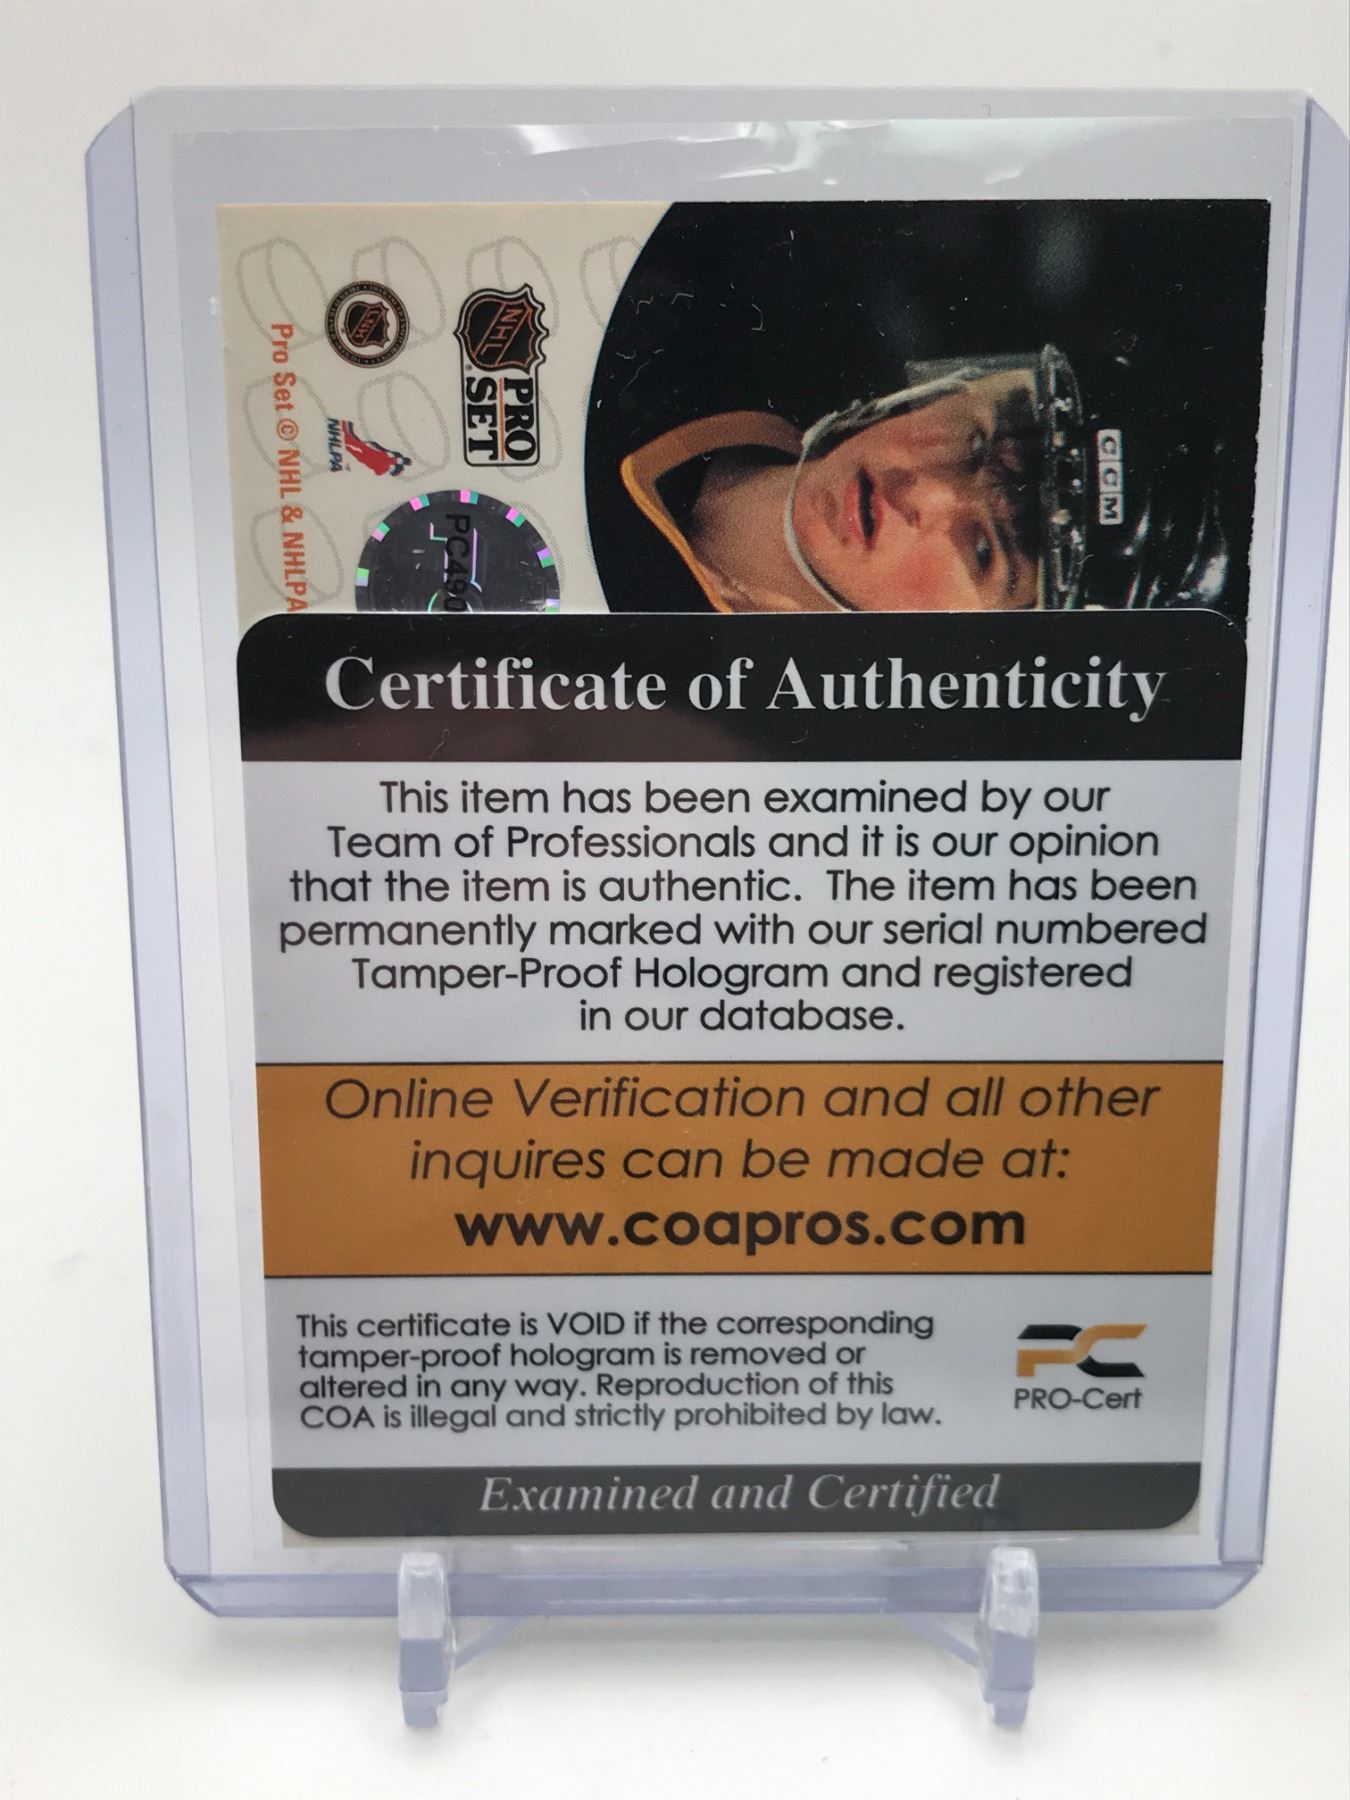 NHL
PRO
SET
NHL
NHLPA
Pro Set © NHL & NHLPA
CCM
PC490
Certificate of Authenticity
This item has been examined by our
Team of Professionals and it is our opinion
that the item is authentic. The item has been
permanently marked with our serial numbered
Tamper-Proof Hologram and registered
in our database.
Online Verification and all other
inquires can be made at:
www.coapros.com
This certificate is VOID if the corresponding
tamper-proof hologram is removed or
altered in any way. Reproduction of this
COA is illegal and strictly prohibited by law.
PC
PRO-Cert
Examined and Certified